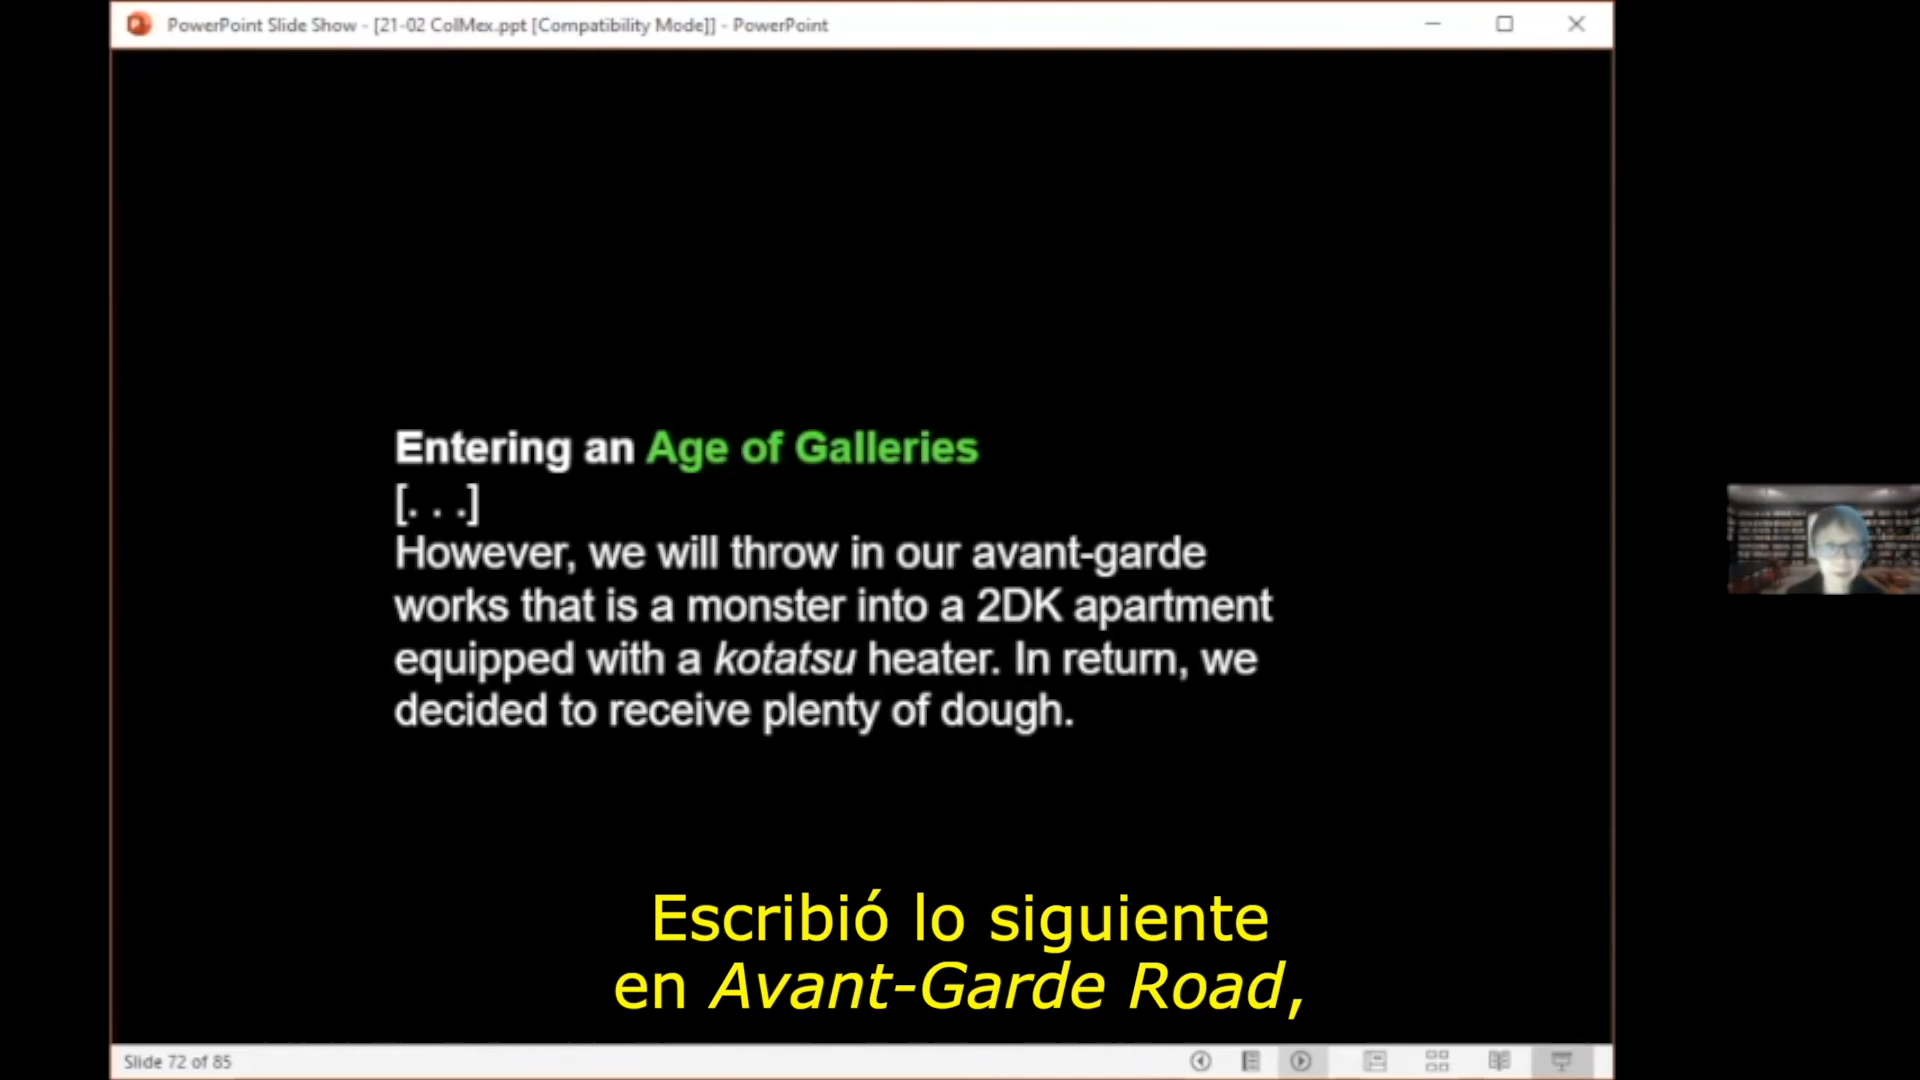 PowerPoint Slide Show - [21-02 ColMex.ppt [Compatibility Mode]] - PowerPoint
Entering an Age of Galleries
[. . .]
However, we will throw in our avant-garde
works that is a monster into a 2DK apartment
equipped with a kotatsu heater. In return, we
decided to receive plenty of dough.
Escribió lo siguiente
en Avant-Garde Road,
Slide 72 of 85